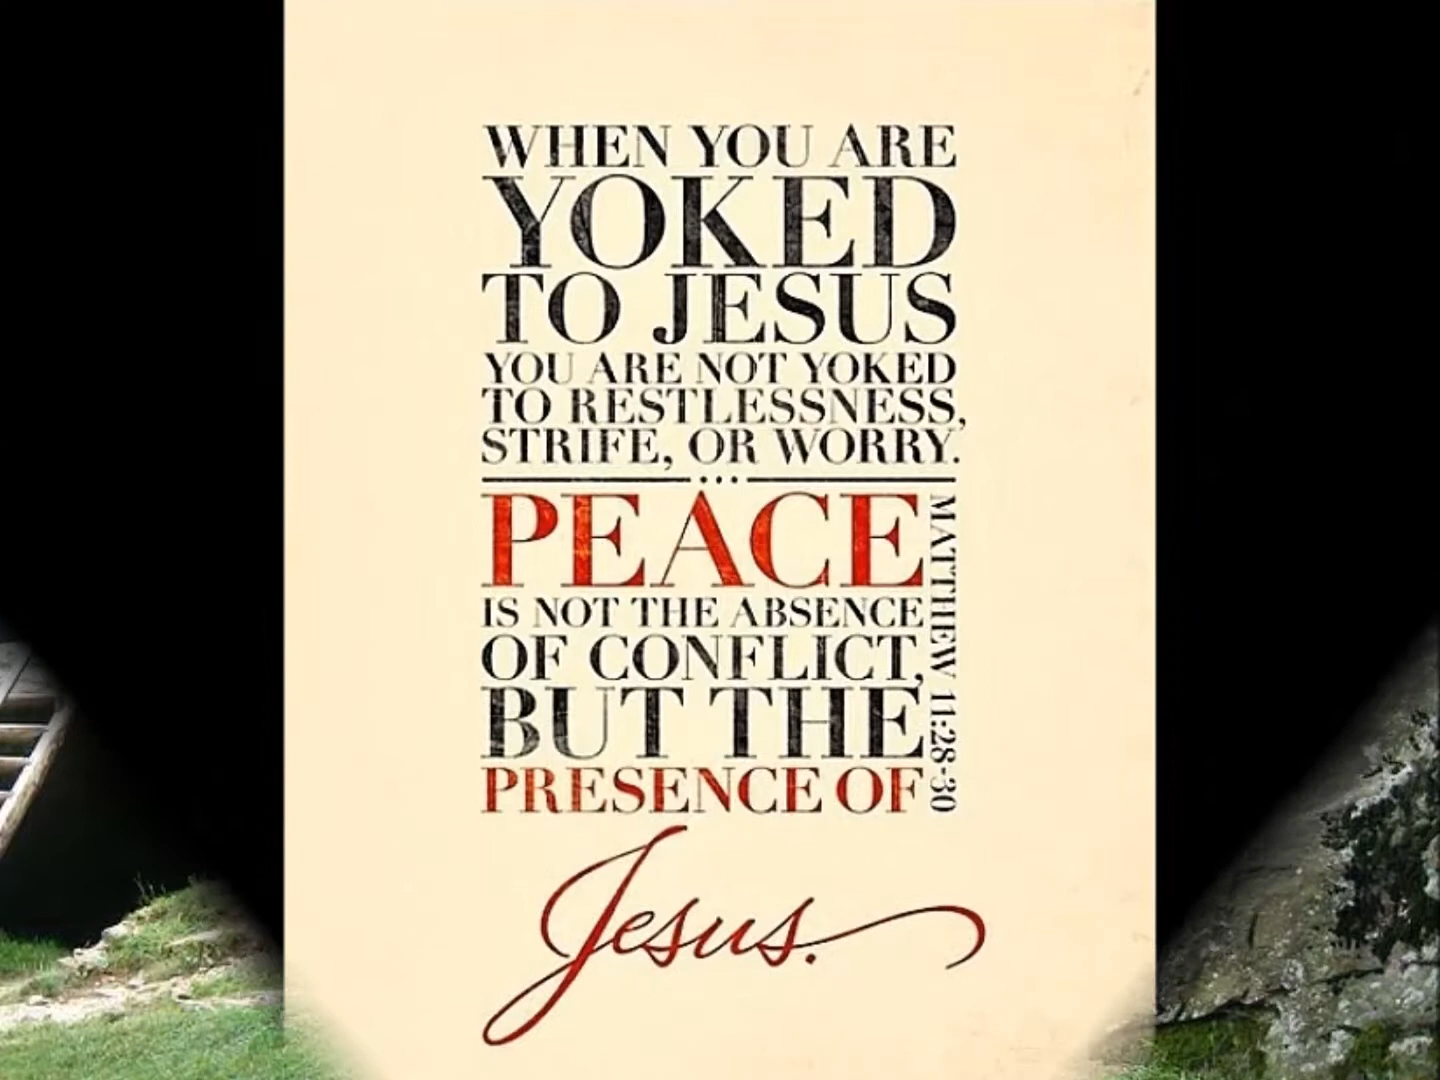 WHEN YOU ARE
YOKED
TO JESUS
YOU ARE NOT YOKED
TO RESTLESSNESS,
STRIFE, OR WORRY.
PEACE
IS NOT THE ABSENCE
OF CONFLICT,
BUT THE
PRESENCE OF
Jesus.
MATTHEW 11:28-30